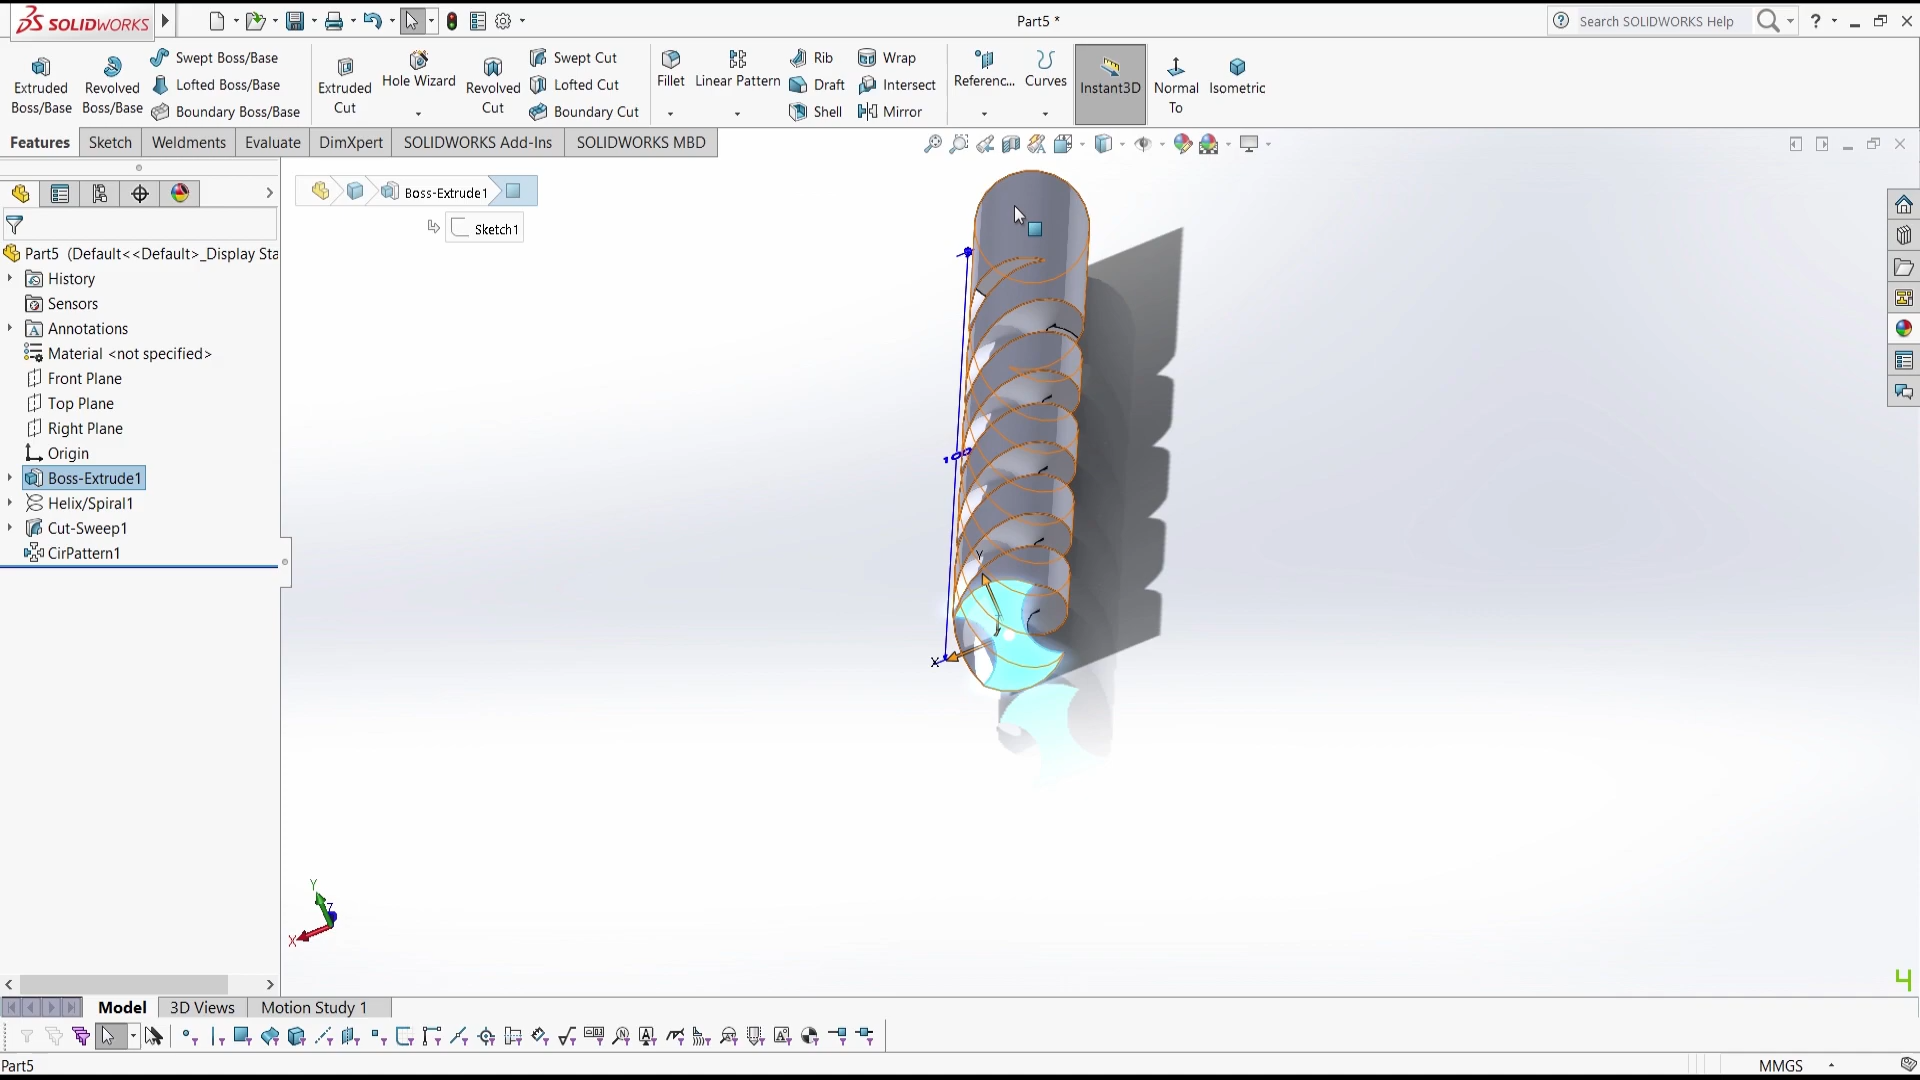 SOLIDWORKS
Part5 *
Search SOLIDWORKS Help
?
Extruded Boss/Base
Revolved Boss/Base
Swept Boss/Base
Lofted Boss/Base
Boundary Boss/Base
Extruded Cut
Hole Wizard
Revolved Cut
Swept Cut
Lofted Cut
Boundary Cut
Fillet
Linear Pattern
Rib
Draft
Shell
Wrap
Intersect
Mirror
Referenc...
Curves
Instant3D
Normal To
Isometric
Features
Sketch
Weldments
Evaluate
DimXpert
SOLIDWORKS Add-Ins
SOLIDWORKS MBD
Boss-Extrude1
Sketch1
Part5 (Default<<Default>_Display Sta
History
Sensors
Annotations
Material <not specified>
Front Plane
Top Plane
Right Plane
Origin
Boss-Extrude1
Helix/Spiral1
Cut-Sweep1
CirPattern1
100
Y
X
Y
Z
X
4
Model
3D Views
Motion Study 1
Part5
MMGS